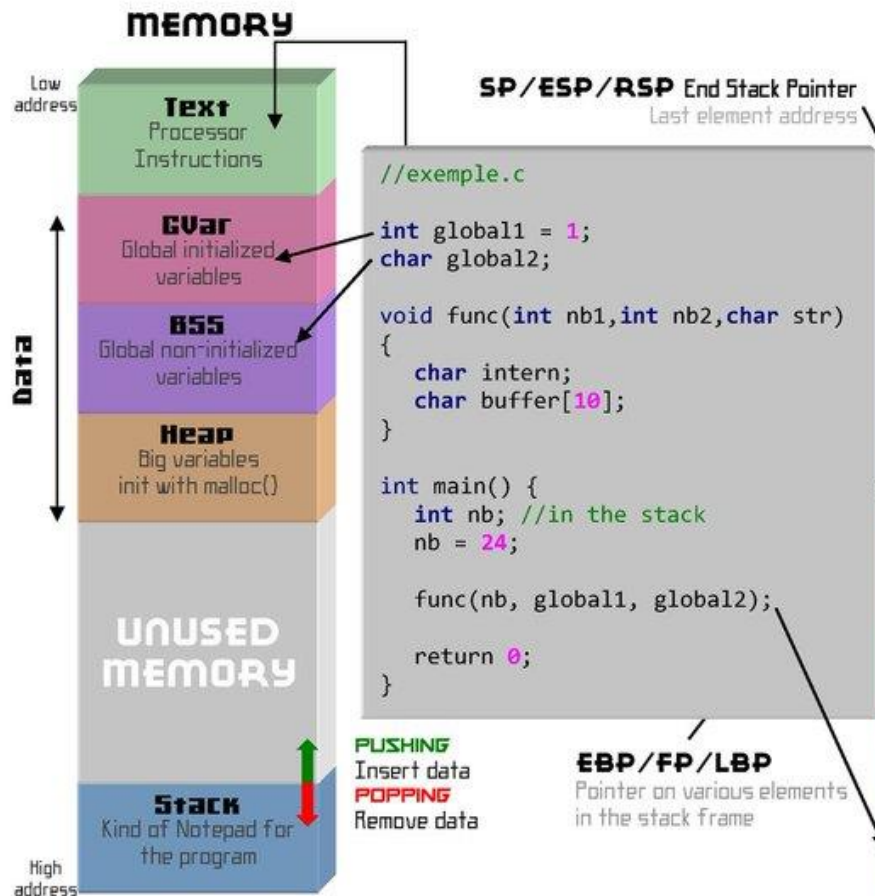 MEMORY
Low
address
Text
Processor
Instructions
GVar
Global initialized
variables
BSS
Global non-initialized
variables
Data
Heap
Big variables
init with malloc()
UNUSED
MEMORY
PUSHING
Insert data
POPPING
Remove data
Stack
Kind of Notepad for
the program
High
address
SP/ESP/RSP End Stack Pointer
Last element address
//exemple.c
int global1 = 1;
char global2;
void func(int nb1,int nb2,char str)
{
char intern;
char buffer[10];
}
int main() {
int nb; //in the stack
nb = 24;
func(nb, global1, global2);
return 0;
}
EBP/FP/LBP
Pointer on various elements
in the stack frame